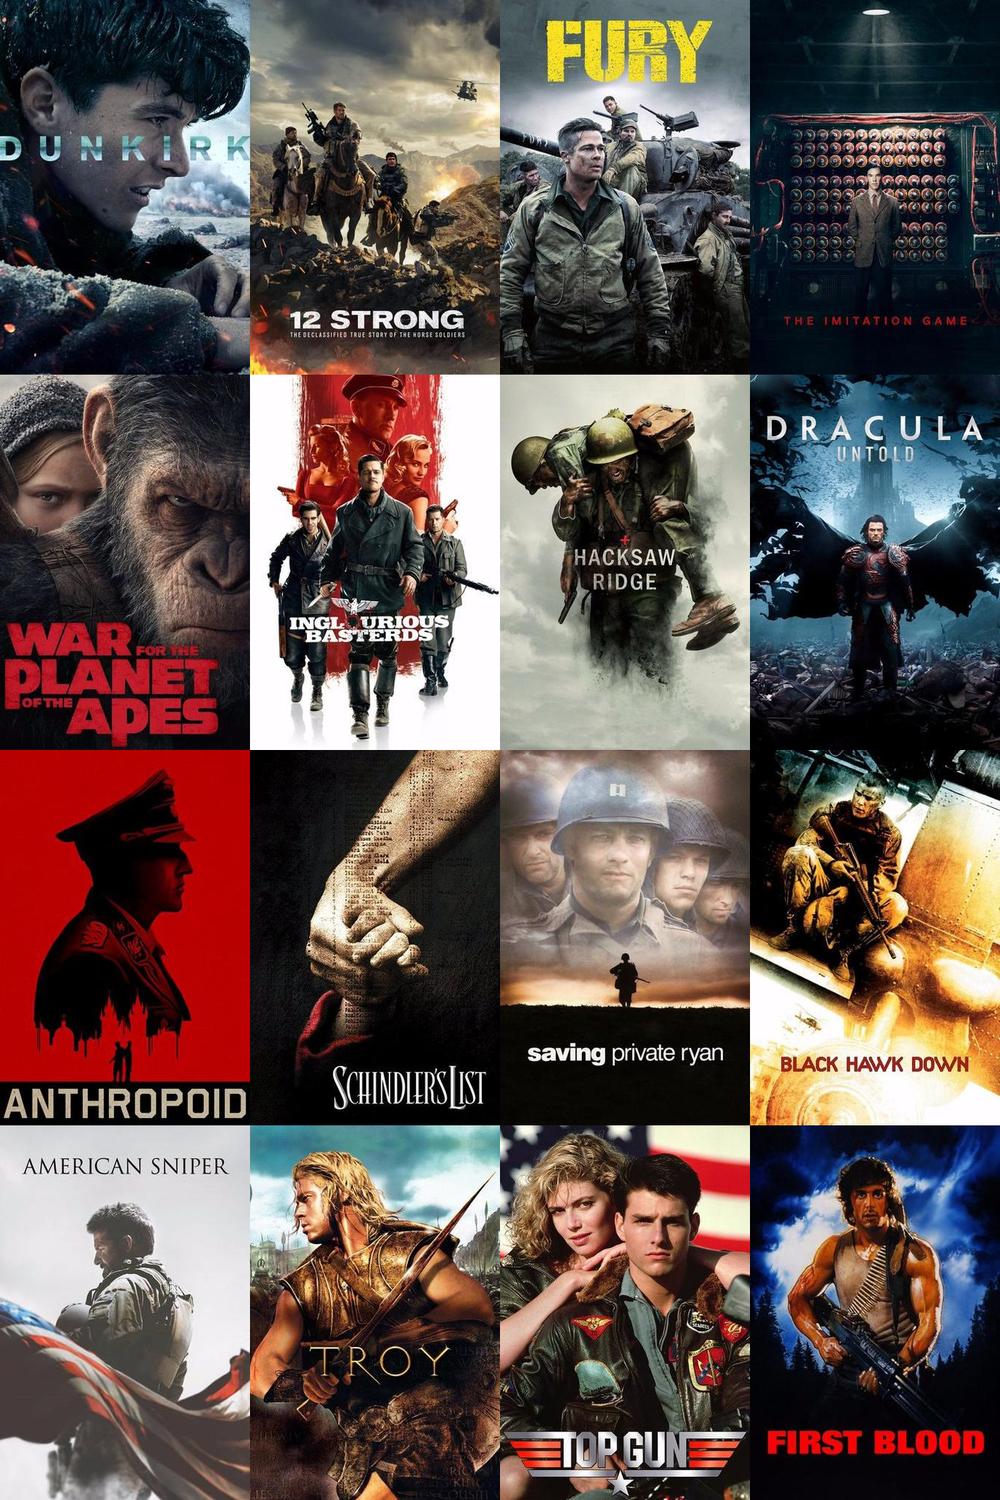 DUNKIRK
12 STRONG
THE DECLASSIFIED TRUE STORY OF THE HORSE SOLDIERS
FURY
THE IMITATION GAME
WAR FOR THE
PLANET
OF THE APES
INGLOURIOUS
BASTERDS
HACKSAW
RIDGE
DRACULA
UNTOLD
ANTHROPOID
SCHINDLER'S LIST
saving private ryan
BLACK HAWK DOWN
AMERICAN SNIPER
TROY
TOP GUN
FIRST BLOOD